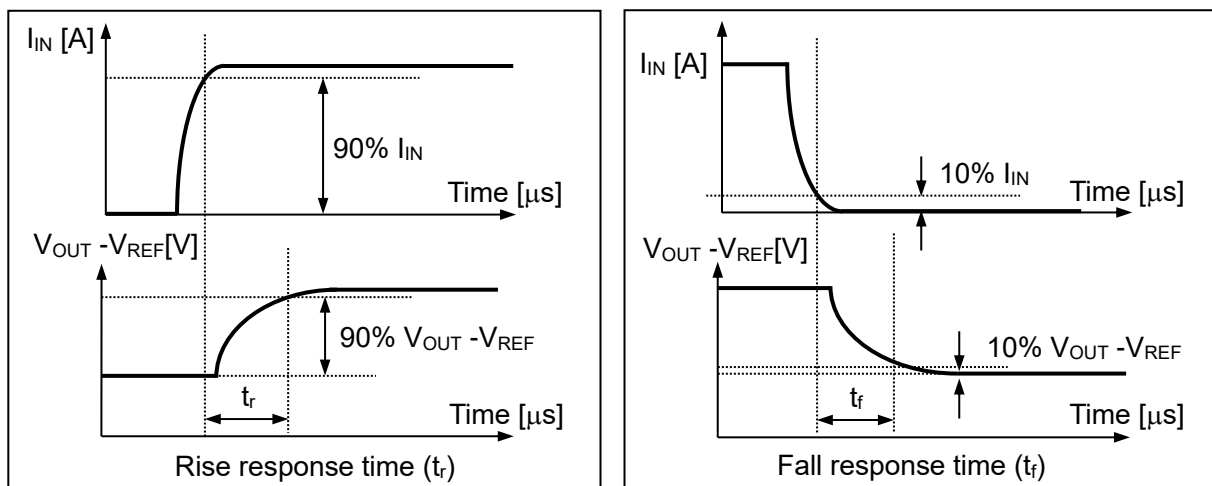 I_IN [A]
90% I_IN
Time [μs]
V_OUT -V_REF[V]
90% V_OUT -V_REF
t_r
Time [μs]
Rise response time (t_r)
I_IN [A]
10% I_IN
Time [μs]
V_OUT -V_REF[V]
10% V_OUT -V_REF
t_f
Time [μs]
Fall response time (t_f)